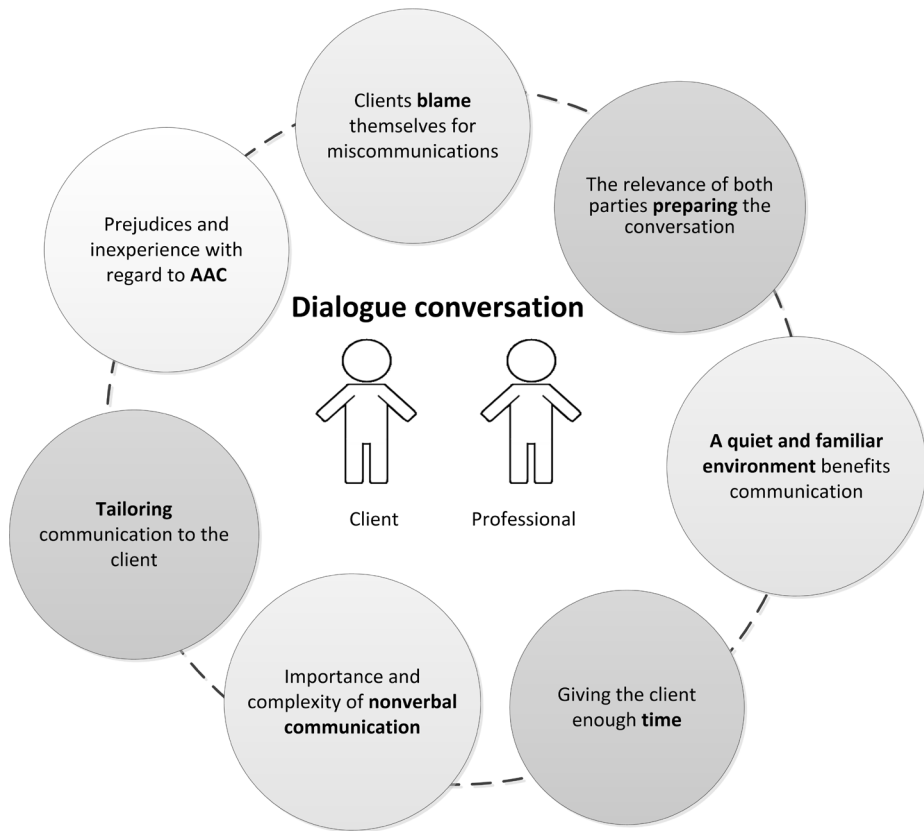 Clients blame
themselves for
miscommunications
The relevance of both
parties preparing the
conversation
Prejudices and
inexperience with
regard to AAC
Dialogue conversation
A quiet and familiar
environment benefits
communication
Tailoring
communication to the
client
Client
Professional
Importance and
complexity of nonverbal
communication
Giving the client
enough time